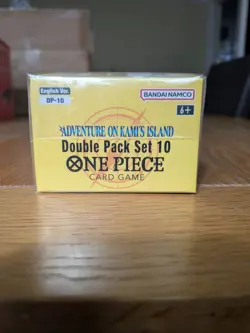 English Ver.
DP-10
BANDAI NAMCO
6+
ADVENTURE ON KAMI'S ISLAND
Double Pack Set 10
ONE PIECE
CARD GAME